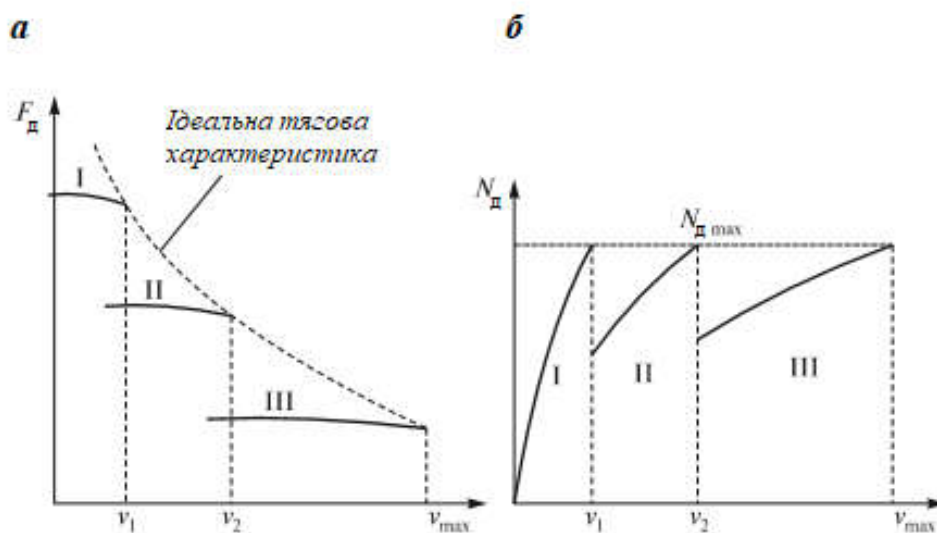 а
б
F_д
Ідеальна тягова
характеристика
I
II
III
v_1
v_2
v_max
N_д
N_д max
I
II
III
v_1
v_2
v_max